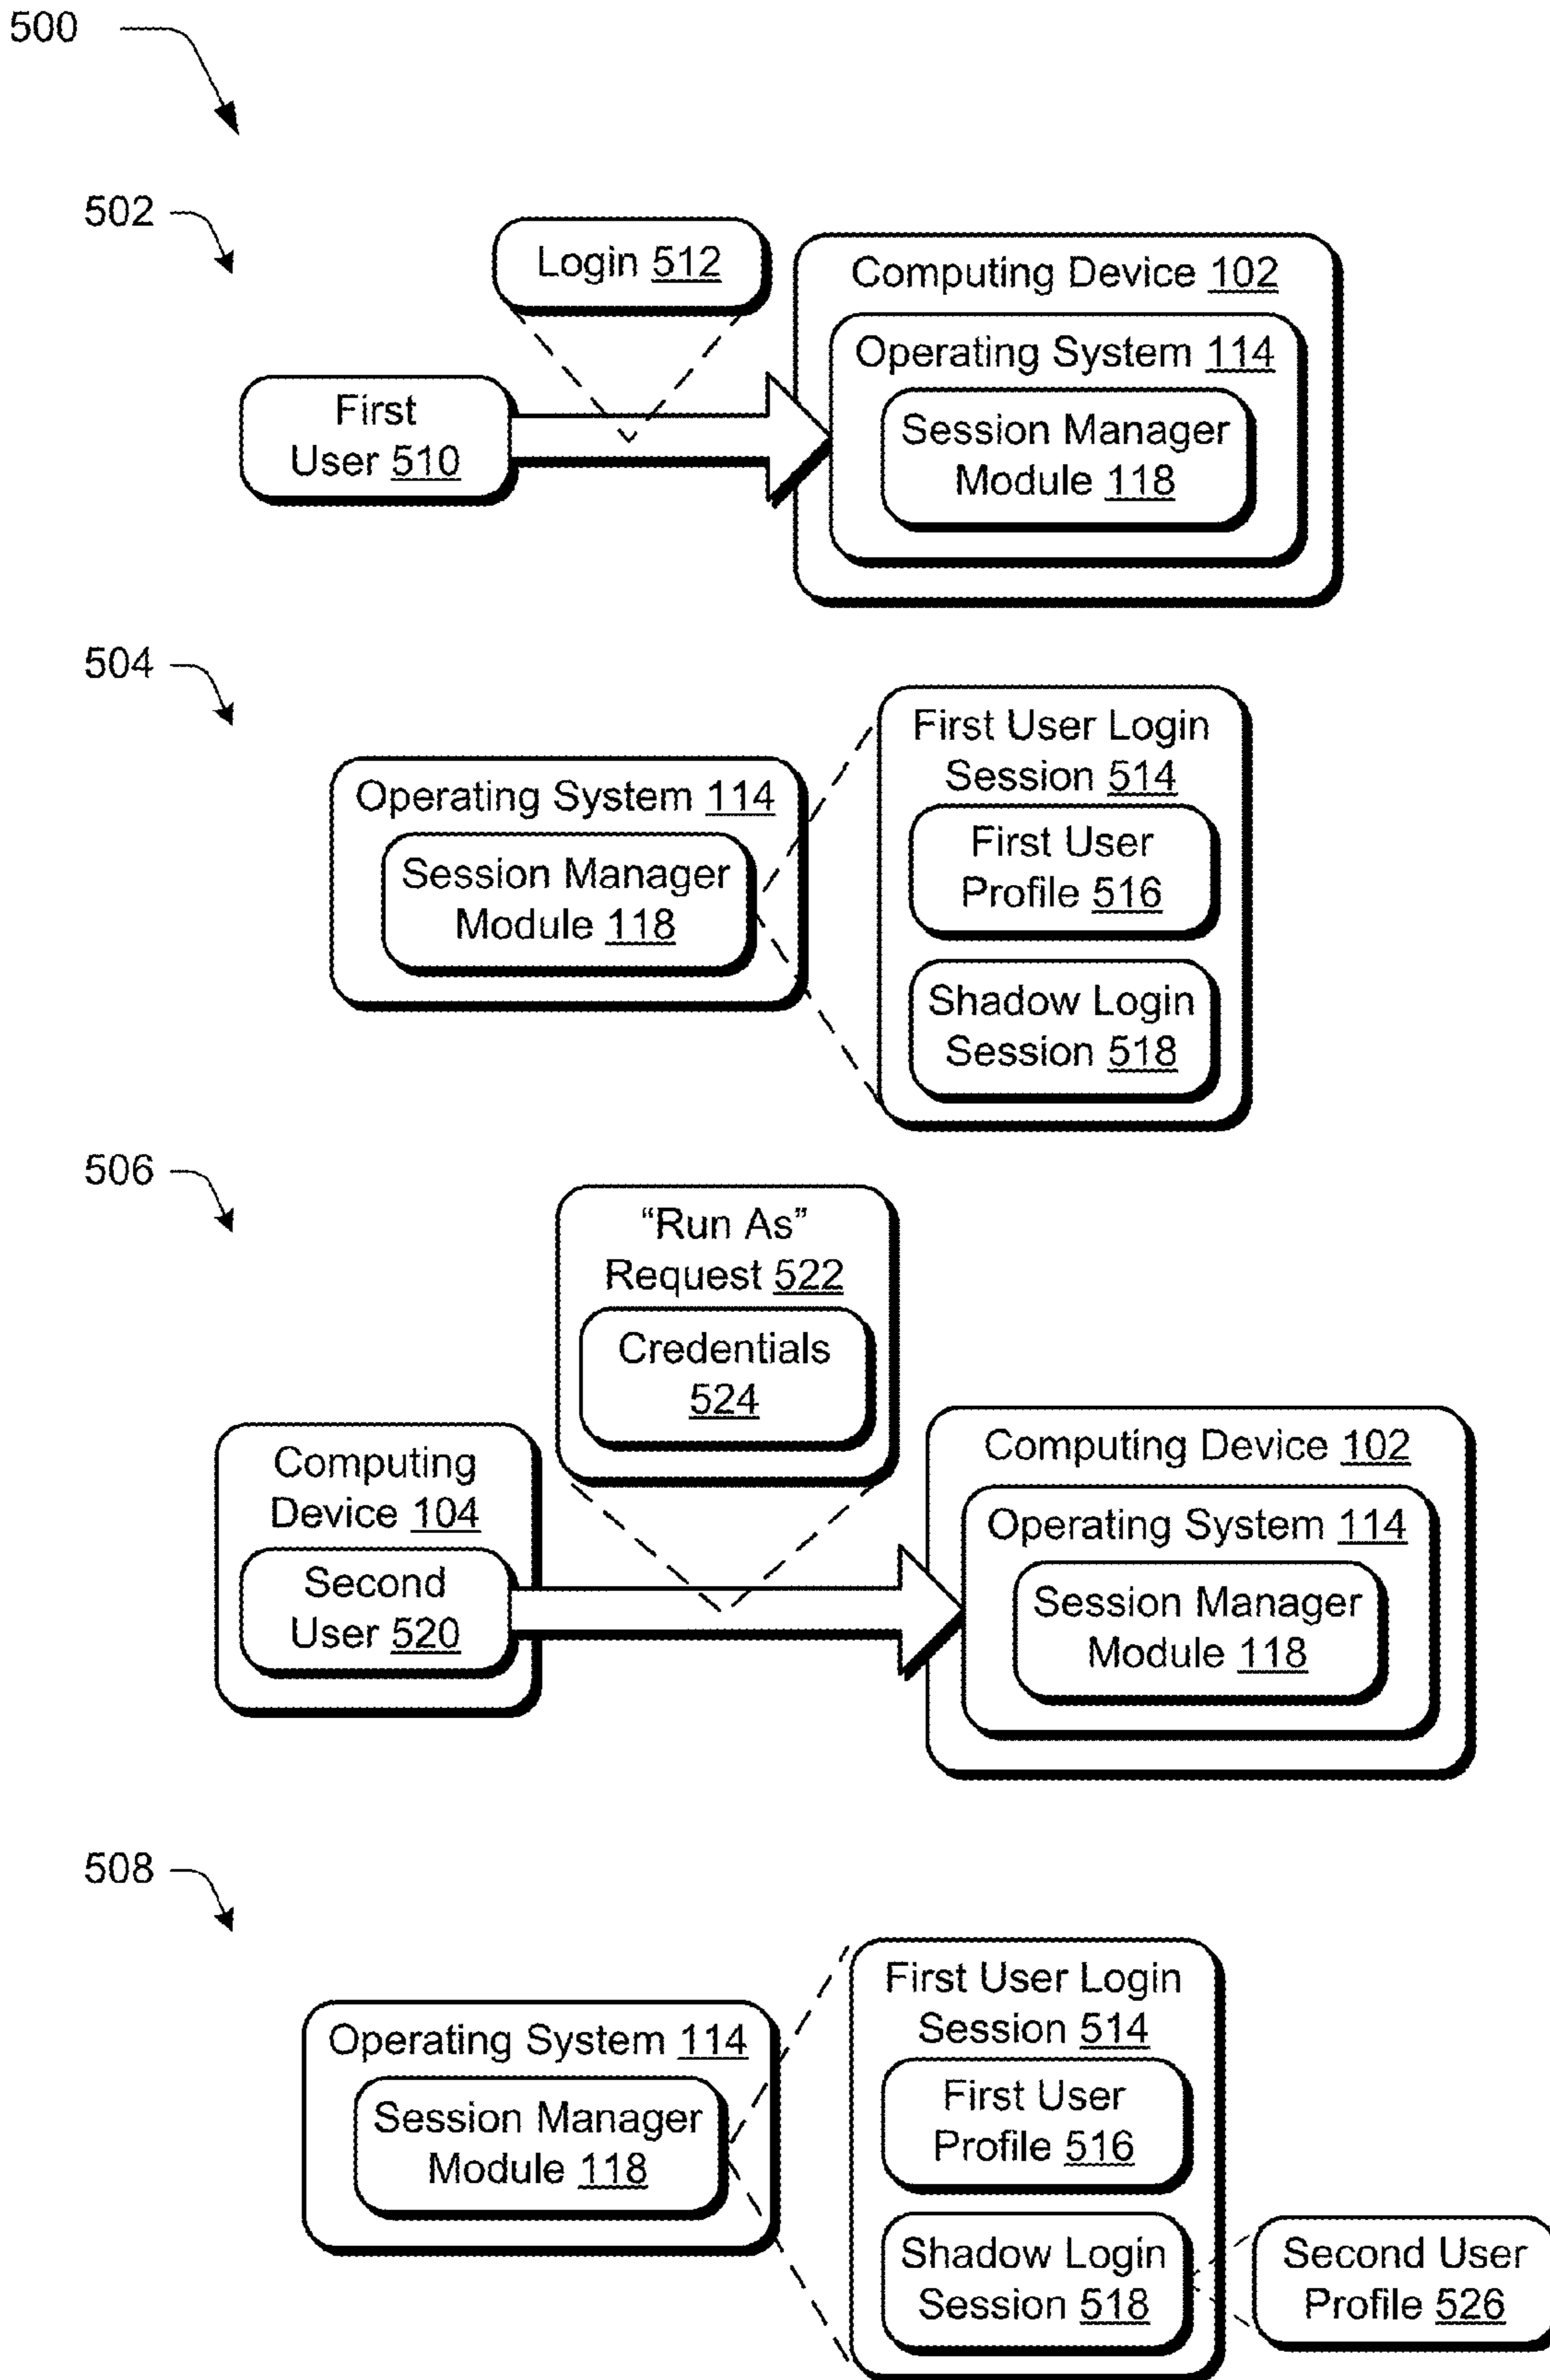 500
502
Login 512
Computing Device 102
Operating System 114
First
User 510
Session Manager
Module 118
504
First User Login
Session 514
Operating System 114
First User
Profile 516
Session Manager
Module 118
Shadow Login
Session 518
506
“Run As”
Request 522
Credentials
524
Computing
Device 104
Computing Device 102
Operating System 114
Second
User 520
Session Manager
Module 118
508
First User Login
Session 514
Operating System 114
First User
Profile 516
Session Manager
Module 118
Shadow Login
Session 518
Second User
Profile 526